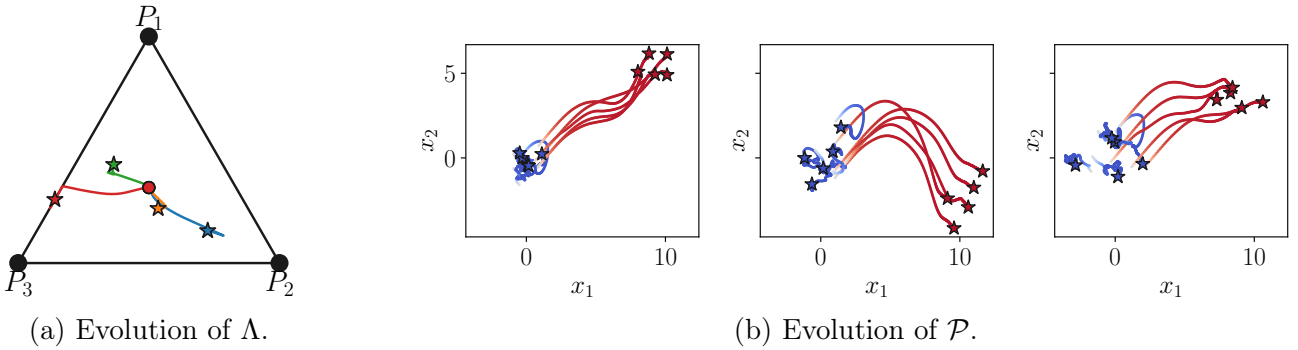 P₁
P₃
P₂
(a) Evolution of Λ.
5
0
x₂
0
10
x₁
x₂
0
10
x₁
x₂
0
10
x₁
(b) Evolution of 𝒫.